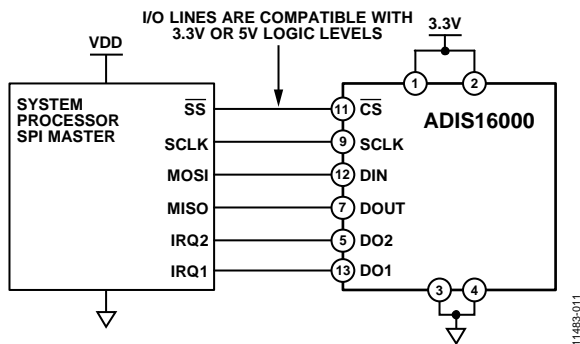 I/O LINES ARE COMPATIBLE WITH
3.3V OR 5V LOGIC LEVELS
VDD
3.3V
SYSTEM
PROCESSOR
SPI MASTER
1
2
ADIS16000
SS 11 CS
SCLK 9 SCLK
MOSI 12 DIN
MISO 7 DOUT
IRQ2 5 DO2
IRQ1 13 DO1
3
4
11483-011